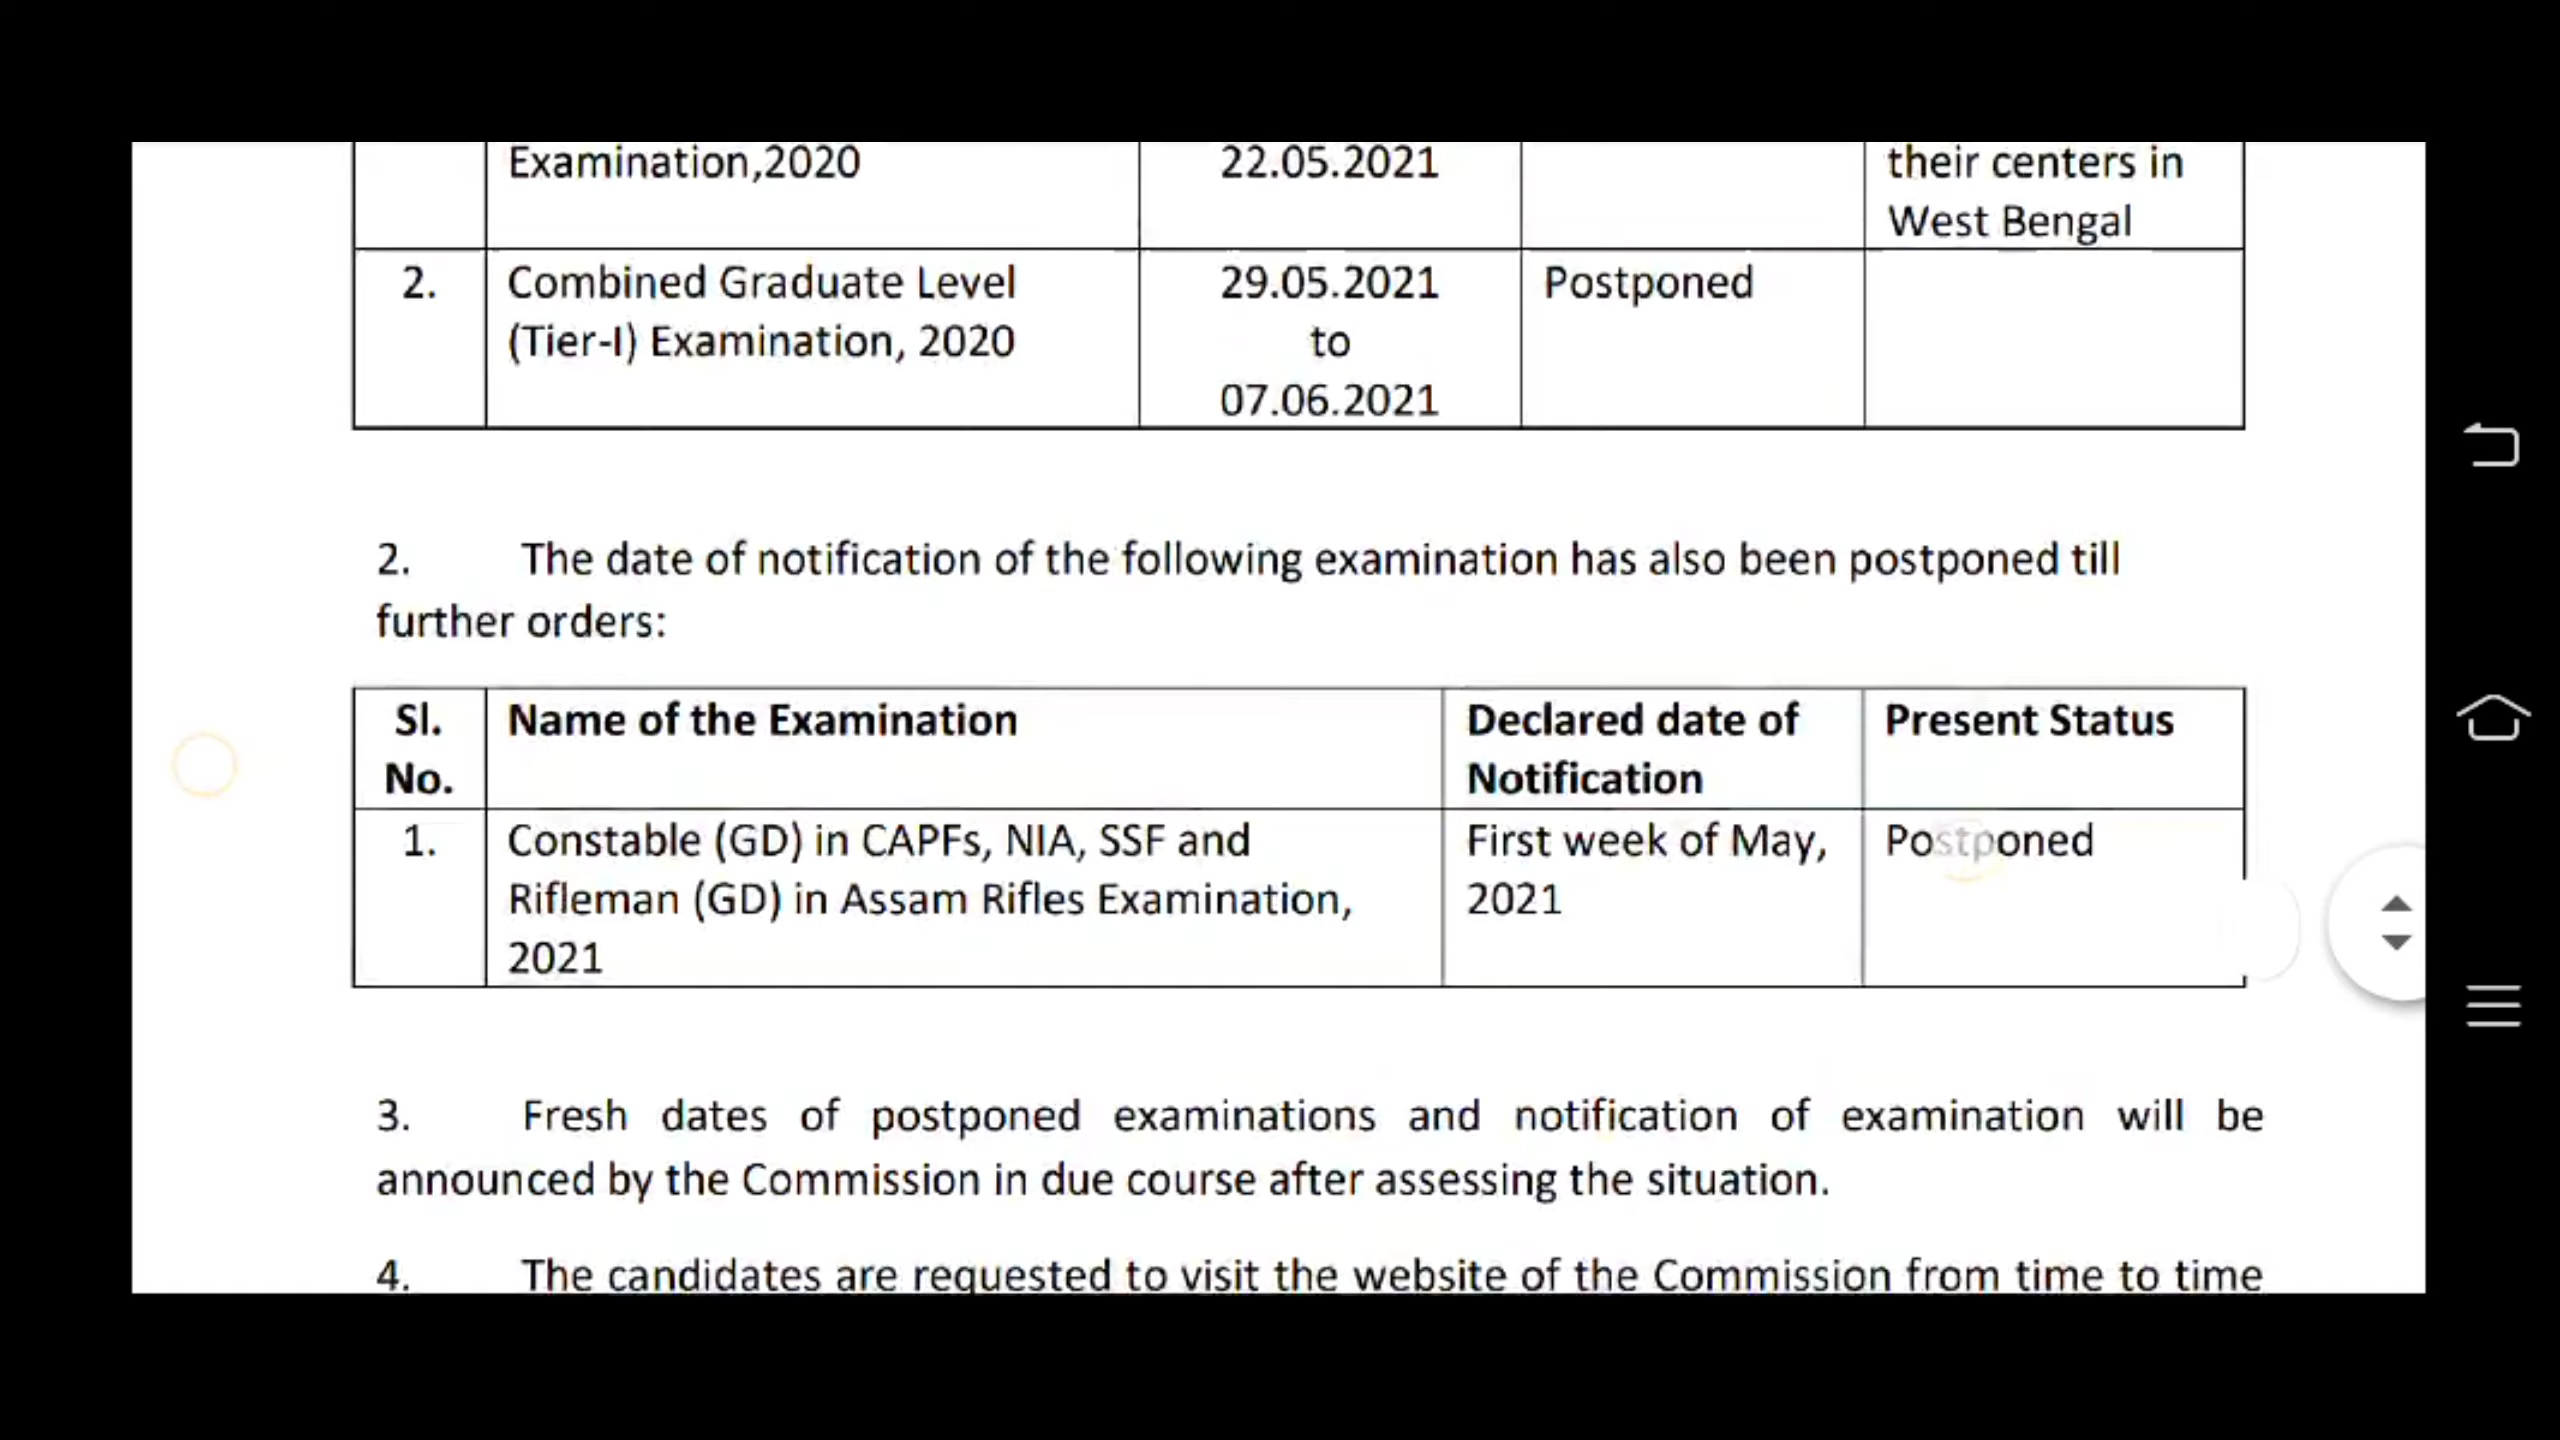 Examination,2020 22.05.2021 their centers in
West Bengal
2. Combined Graduate Level 29.05.2021 Postponed
(Tier-I) Examination, 2020 to
07.06.2021
2. The date of notification of the following examination has also been postponed till
further orders:
Sl. Name of the Examination Declared date of Present Status
No. Notification
1. Constable (GD) in CAPFs, NIA, SSF and First week of May, Postponed
Rifleman (GD) in Assam Rifles Examination, 2021
2021
3. Fresh dates of postponed examinations and notification of examination will be
announced by the Commission in due course after assessing the situation.
4. The candidates are requested to visit the website of the Commission from time to time